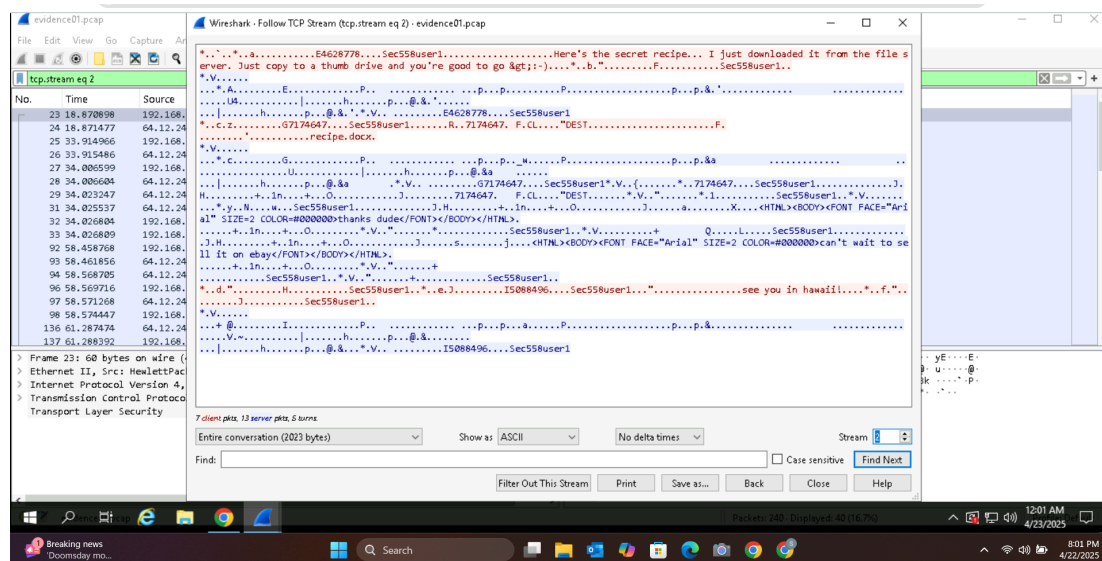 evidence01.pcap
File Edit View Go Capture An
tcp.stream eq 2
No. Time Source
23 18.870898 192.168.
24 18.871477 64.12.24
25 33.914966 192.168.
26 33.915486 64.12.24
27 34.006599 192.168.
28 34.006604 64.12.24
29 34.023247 64.12.24
31 34.025537 64.12.24
32 34.026804 192.168.
33 34.026809 192.168.
92 58.458768 192.168.
93 58.461856 64.12.24
94 58.568705 64.12.24
96 58.569716 192.168.
97 58.571268 64.12.24
98 58.574447 192.168.
136 61.287474 64.12.24
137 61.288392 192.168.
Frame 23: 60 bytes on wire (
Ethernet II, Src: HewlettPac
Internet Protocol Version 4,
Transmission Control Protoco
Transport Layer Security
Wireshark · Follow TCP Stream (tcp.stream eq 2) · evidence01.pcap
E4628778....Sec558user1..................Here's the secret recipe... I just downloaded it from the file s
erver. Just copy to a thumb drive and you're good to go &gt;:-)....*..b.".........F...........Sec558user1..
E4628778....Sec558user1
*..c.z.........G7174647....Sec558user1.......R..7174647. F.CL...."DEST......................F.
recipe.docx.
G7174647....Sec558user1*.V..{.......*..7174647....Sec558user1
7174647. F.CL...."DEST
Sec558user1 <HTML><BODY><FONT FACE="Ari
al" SIZE=2 COLOR=#000000>thanks dude</FONT></BODY></HTML>.
Sec558user1
<HTML><BODY><FONT FACE="Arial" SIZE=2 COLOR=#000000>can't wait to se
ll it on ebay</FONT></BODY></HTML>.
Sec558user1..*.V..".......+...........Sec558user1..
*..d.".........H...........Sec558user1..*..e.J.........I5088496....Sec558user1..."...............see you in hawaii!....*..f."..
Sec558user1..
I5088496....Sec558user1
7 client pkts, 13 server pkts, 5 turns.
Entire conversation (2023 bytes) Show as ASCII No delta times Stream 2
Find: Case sensitive Find Next
Filter Out This Stream Print Save as... Back Close Help
Packets: 240 · Displayed: 40 (16.7%)
12:01 AM
4/23/2025
Breaking news
'Doomsday mo...
Search
8:01 PM
4/22/2025